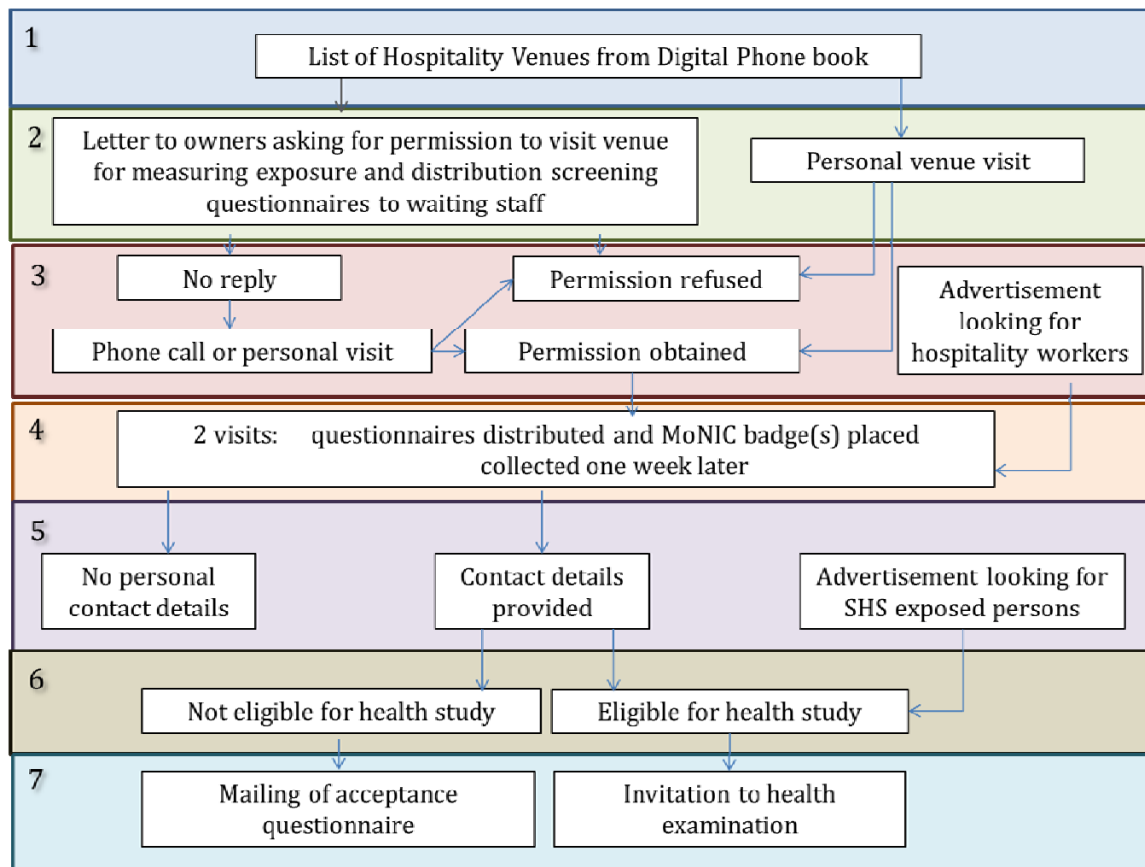 1
List of Hospitality Venues from Digital Phone book
2
Letter to owners asking for permission to visit venue
for measuring exposure and distribution screening
questionnaires to waiting staff
Personal venue visit
3
No reply
Permission refused
Advertisement
looking for
hospitality workers
Phone call or personal visit
Permission obtained
4
2 visits: questionnaires distributed and MoNIC badge(s) placed
collected one week later
5
No personal
contact details
Contact details
provided
Advertisement looking for
SHS exposed persons
6
Not eligible for health study
Eligible for health study
7
Mailing of acceptance
questionnaire
Invitation to health
examination